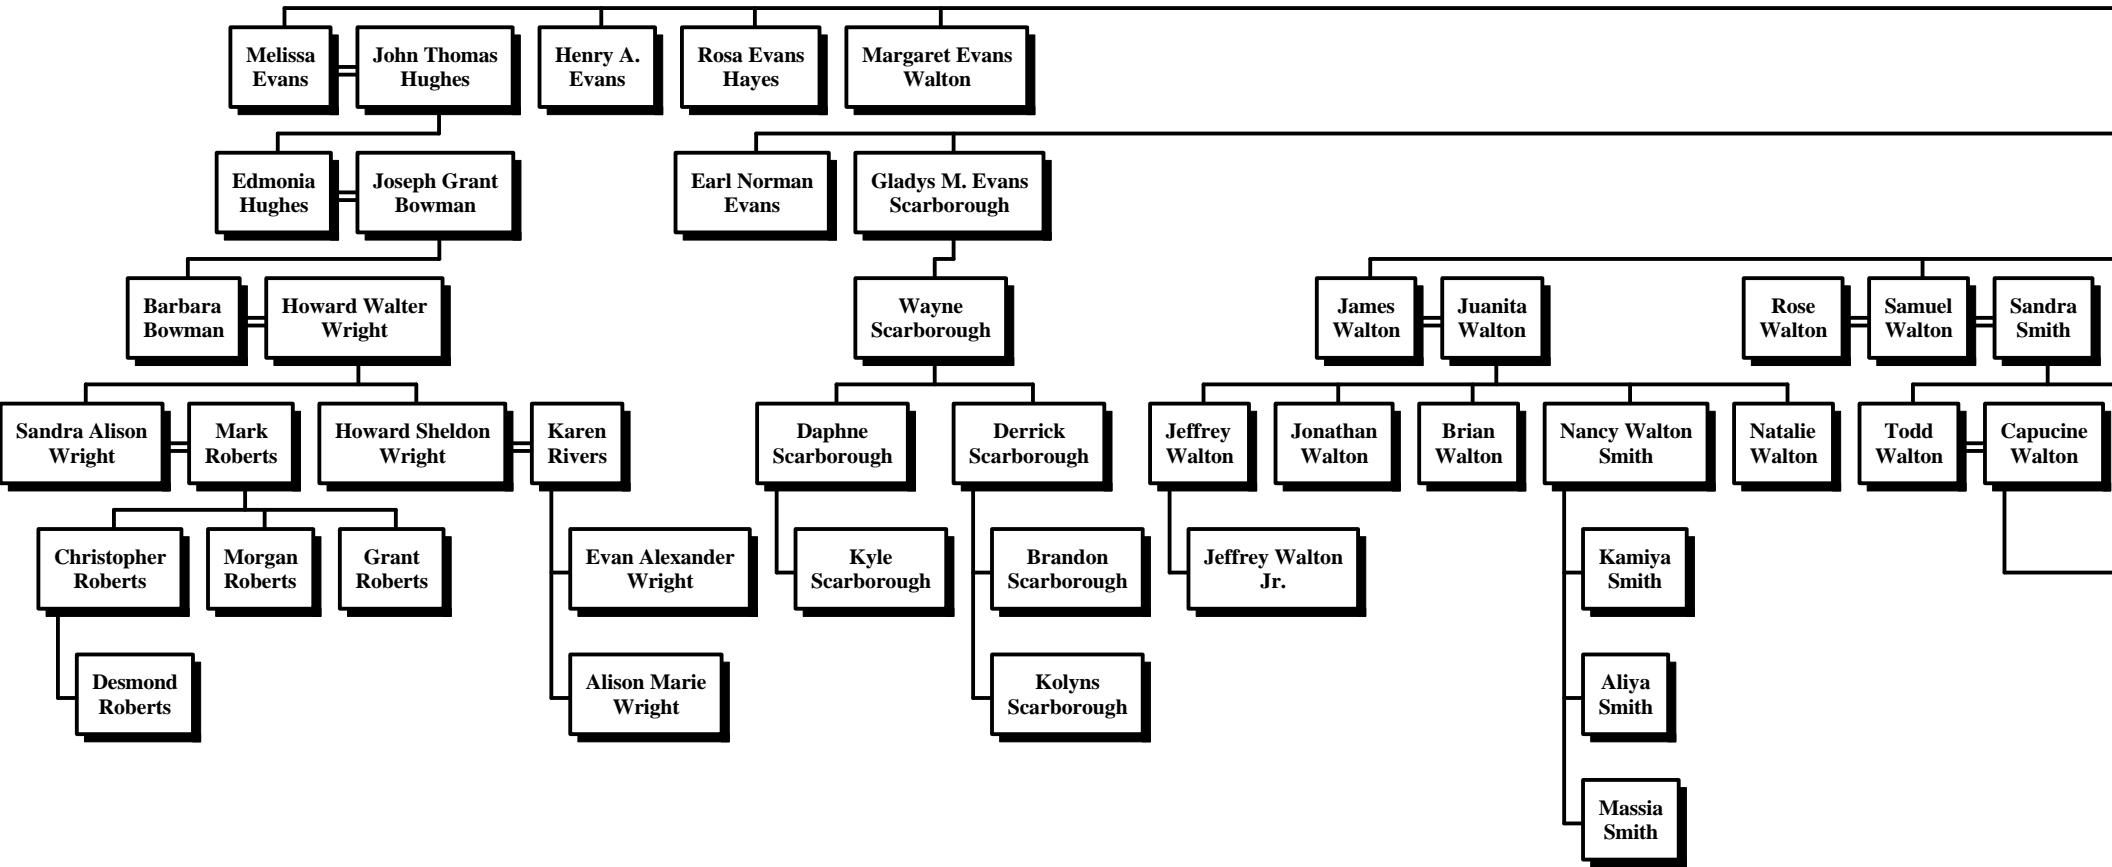 Melissa
Evans
John Thomas
Hughes
Henry A.
Evans
Rosa Evans
Hayes
Margaret Evans
Walton
Edmonia
Hughes
Joseph Grant
Bowman
Earl Norman
Evans
Gladys M. Evans
Scarborough
Barbara
Bowman
Howard Walter
Wright
Wayne
Scarborough
James
Walton
Juanita
Walton
Rose
Walton
Samuel
Walton
Sandra
Smith
Sandra Alison
Wright
Mark
Roberts
Howard Sheldon
Wright
Karen
Rivers
Daphne
Scarborough
Derrick
Scarborough
Jeffrey
Walton
Jonathan
Walton
Brian
Walton
Nancy Walton
Smith
Natalie
Walton
Todd
Walton
Capucine
Walton
Christopher
Roberts
Morgan
Roberts
Grant
Roberts
Evan Alexander
Wright
Kyle
Scarborough
Brandon
Scarborough
Jeffrey Walton
Jr.
Kamiya
Smith
Desmond
Roberts
Alison Marie
Wright
Kolyns
Scarborough
Aliya
Smith
Massia
Smith